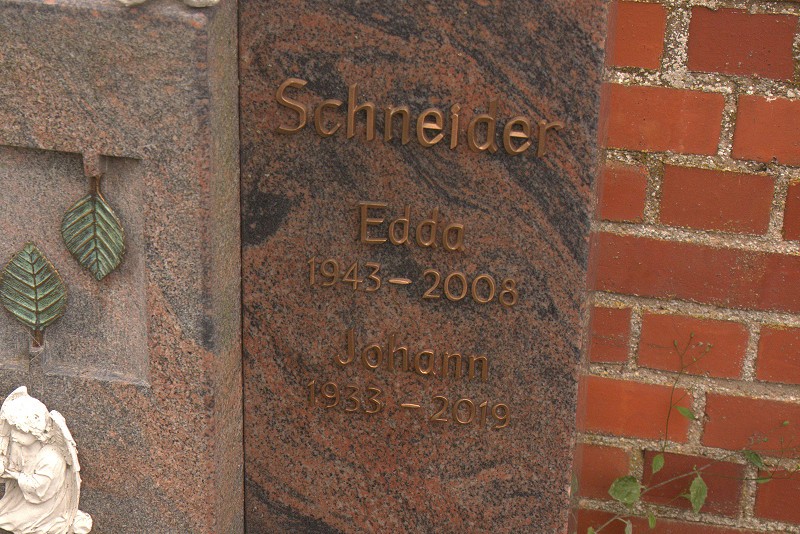 Schneider
Edda
1943 – 2008
Johann
1933 – 2019